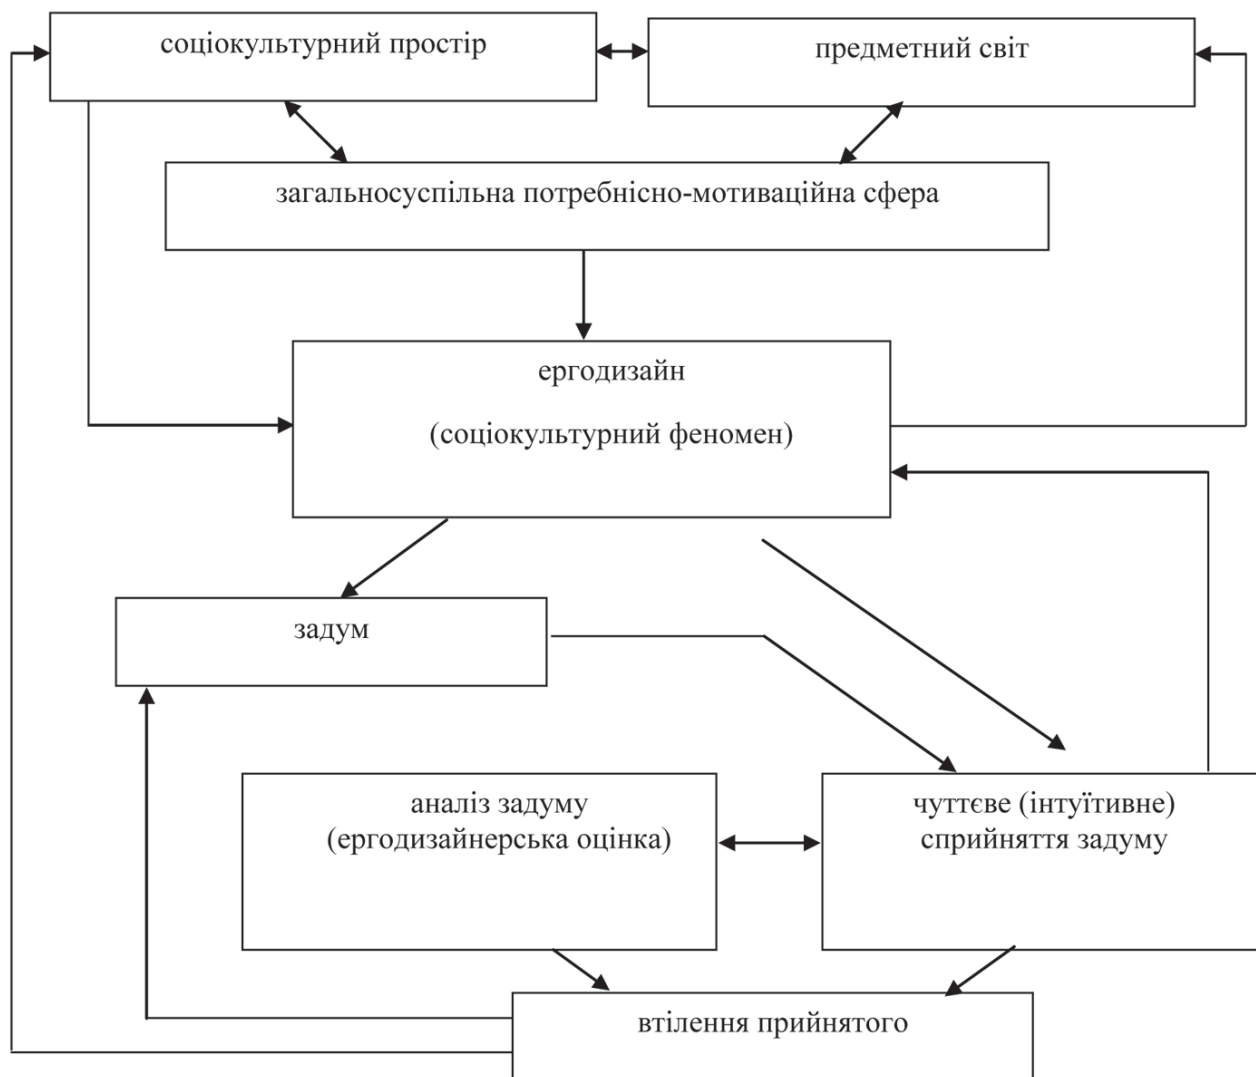 соціокультурний простір
предметний світ
загальносуспільна потребнісно-мотиваційна сфера
ергодизайн
(соціокультурний феномен)
задум
аналіз задуму
(ергодизайнерська оцінка)
чуттєве (інтуїтивне)
сприйняття задуму
втілення прийнятого